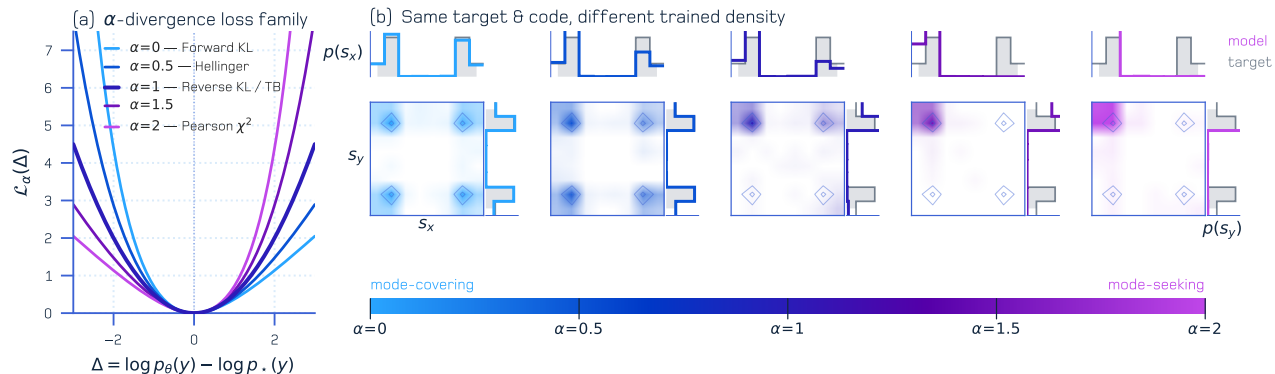 (a) α-divergence loss family
7
6
5
4
3
2
1
0
−2
0
2
ℒα(Δ)
Δ = log pθ(y) − log p⋆(y)
α=0 — Forward KL
α=0.5 — Hellinger
α=1 — Reverse KL / TB
α=1.5
α=2 — Pearson χ²
(b) Same target & code, different trained density
p(sx)
model
target
sy
sx
p(sy)
mode-covering
mode-seeking
α=0
α=0.5
α=1
α=1.5
α=2